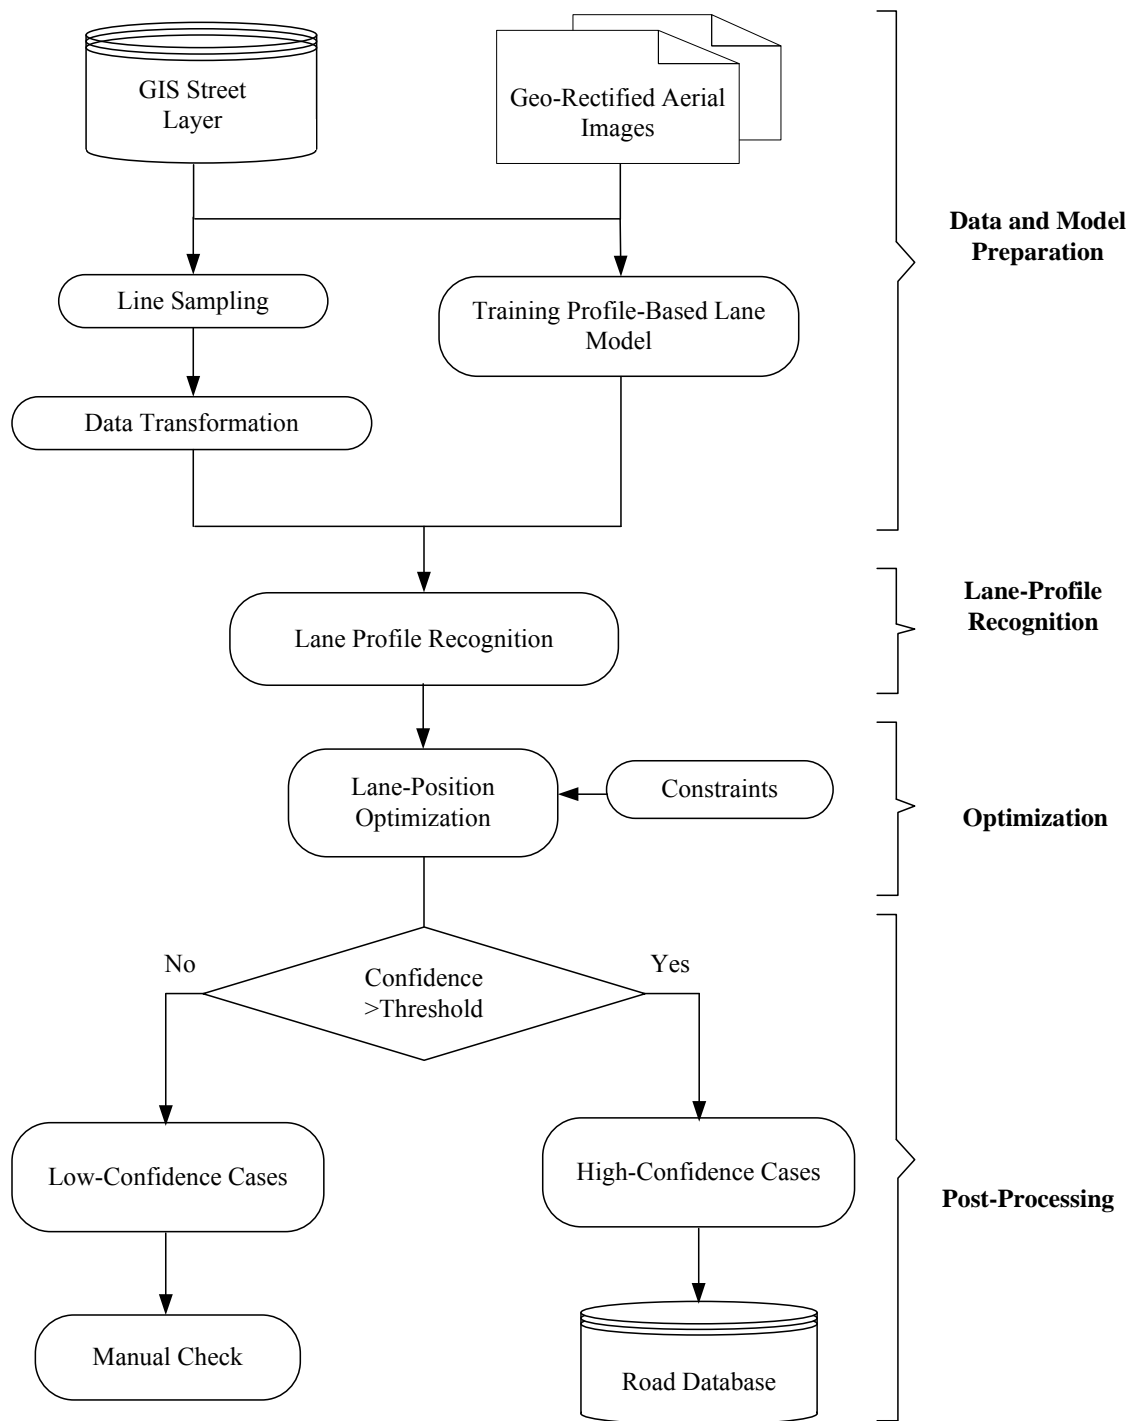 GIS Street
Layer
Geo-Rectified Aerial
Images
Data and Model
Preparation
Line Sampling
Training Profile-Based Lane
Model
Data Transformation
Lane-Profile
Recognition
Lane Profile Recognition
Lane-Position
Optimization
Constraints
Optimization
No
Yes
Confidence
>Threshold
Low-Confidence Cases
High-Confidence Cases
Post-Processing
Manual Check
Road Database